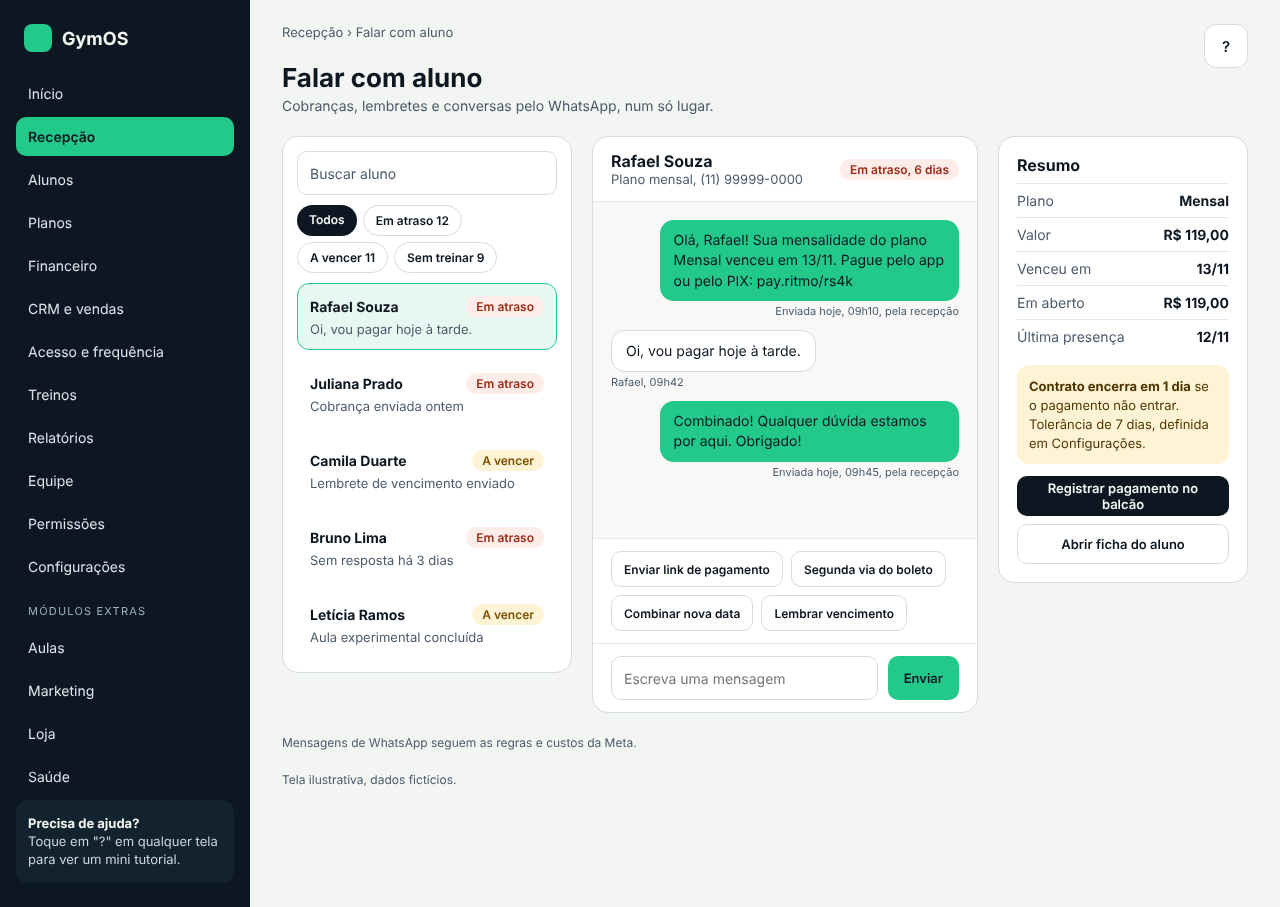 GymOS
Início
Recepção
Alunos
Planos
Financeiro
CRM e vendas
Acesso e frequência
Treinos
Relatórios
Equipe
Permissões
Configurações
MÓDULOS EXTRAS
Aulas
Marketing
Loja
Saúde
Precisa de ajuda?
Toque em "?" em qualquer tela
para ver um mini tutorial.
Recepção › Falar com aluno
?
Falar com aluno
Cobranças, lembretes e conversas pelo WhatsApp, num só lugar.
Buscar aluno
Todos
Em atraso 12
A vencer 11
Sem treinar 9
Rafael Souza
Em atraso
Oi, vou pagar hoje à tarde.
Juliana Prado
Em atraso
Cobrança enviada ontem
Camila Duarte
A vencer
Lembrete de vencimento enviado
Bruno Lima
Em atraso
Sem resposta há 3 dias
Letícia Ramos
A vencer
Aula experimental concluída
Rafael Souza
Plano mensal, (11) 99999-0000
Em atraso, 6 dias
Olá, Rafael! Sua mensalidade do plano
Mensal venceu em 13/11. Pague pelo app
ou pelo PIX: pay.ritmo/rs4k
Enviada hoje, 09h10, pela recepção
Oi, vou pagar hoje à tarde.
Rafael, 09h42
Combinado! Qualquer dúvida estamos
por aqui. Obrigado!
Enviada hoje, 09h45, pela recepção
Enviar link de pagamento
Segunda via do boleto
Combinar nova data
Lembrar vencimento
Escreva uma mensagem
Enviar
Resumo
Plano Mensal
Valor R$ 119,00
Venceu em 13/11
Em aberto R$ 119,00
Última presença 12/11
Contrato encerra em 1 dia se
o pagamento não entrar.
Tolerância de 7 dias, definida
em Configurações.
Registrar pagamento no
balcão
Abrir ficha do aluno
Mensagens de WhatsApp seguem as regras e custos da Meta.
Tela ilustrativa, dados fictícios.